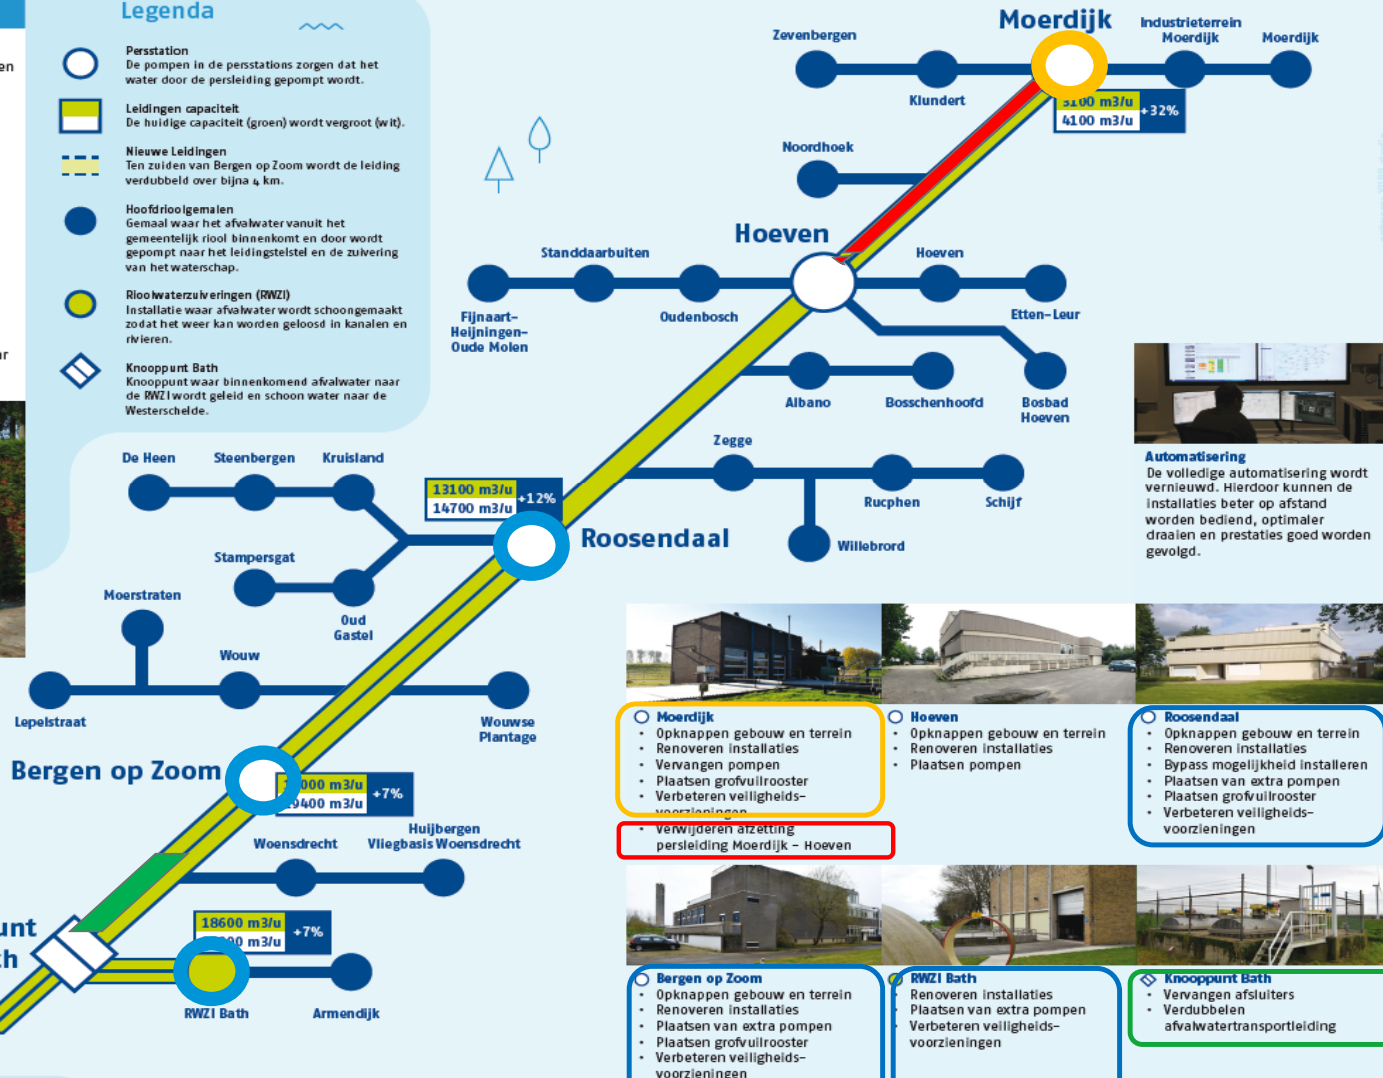 Legenda
Persstation
De pompen in de persstations zorgen dat het
water door de persleiding gepompt wordt.
Leidingen capaciteit
De huidige capaciteit (groen) wordt vergroot (wit).
Nieuwe Leidingen
Ten zuiden van Bergen op Zoom wordt de leiding
verdubbeld over bijna 4 km.
Hoofdrioolgemalen
Gemaal waar het afvalwater vanuit het
gemeentelijk riool binnenkomt en door wordt
gepompt naar het leidingstelstel en de zuivering
van het waterschap.
Rioolwaterzuiveringen (RWZI)
Installatie waar afvalwater wordt schoongemaakt
zodat het weer kan worden geloosd in kanalen en
rivieren.
Knooppunt Bath
Knooppunt waar binnenkomend afvalwater naar
de RWZI wordt geleid en schoon water naar de
Westerschelde.
Moerdijk
Zevenbergen
Klundert
Industrieterrein
Moerdijk
Moerdijk
3100 m3/u
4100 m3/u
+32%
Noordhoek
Hoeven
Standdaarbuiten
Hoeven
Fijnaart-
Heijningen-
Oude Molen
Oudenbosch
Etten-Leur
Albano
Bosschenhoofd
Bosbad
Hoeven
Zegge
Rucphen
Schijf
Willebrord
De Heen
Steenbergen
Kruisland
13100 m3/u
14700 m3/u
+12%
Roosendaal
Stampersgat
Oud
Gastel
Moerstraten
Wouw
Lepelstraat
Wouwse
Plantage
Bergen op Zoom
000 m3/u
9400 m3/u
+7%
Woensdrecht
Huijbergen
Vliegbasis Woensdrecht
18600 m3/u
00 m3/u
+7%
RWZI Bath
Armendijk
Automatisering
De volledige automatisering wordt
vernieuwd. Hierdoor kunnen de
installaties beter op afstand
worden bediend, optimaler
draaien en prestaties goed worden
gevolgd.
Moerdijk
• Opknappen gebouw en terrein
• Renoveren installaties
• Vervangen pompen
• Plaatsen grofvuilrooster
• Verbeteren veiligheids-
voorzieningen
• Verwijderen afzetting
persleiding Moerdijk - Hoeven
Hoeven
• Opknappen gebouw en terrein
• Renoveren installaties
• Plaatsen pompen
Roosendaal
• Opknappen gebouw en terrein
• Renoveren installaties
• Bypass mogelijkheid installeren
• Plaatsen van extra pompen
• Plaatsen grofvuilrooster
• Verbeteren veiligheids-
voorzieningen
Bergen op Zoom
• Opknappen gebouw en terrein
• Renoveren installaties
• Plaatsen van extra pompen
• Plaatsen grofvuilrooster
• Verbeteren veiligheids-
voorzieningen
RWZI Bath
• Renoveren installaties
• Plaatsen van extra pompen
• Verbeteren veiligheids-
voorzieningen
Knooppunt Bath
• Vervangen afsluiters
• Verdubbelen
afvalwatertransportleiding